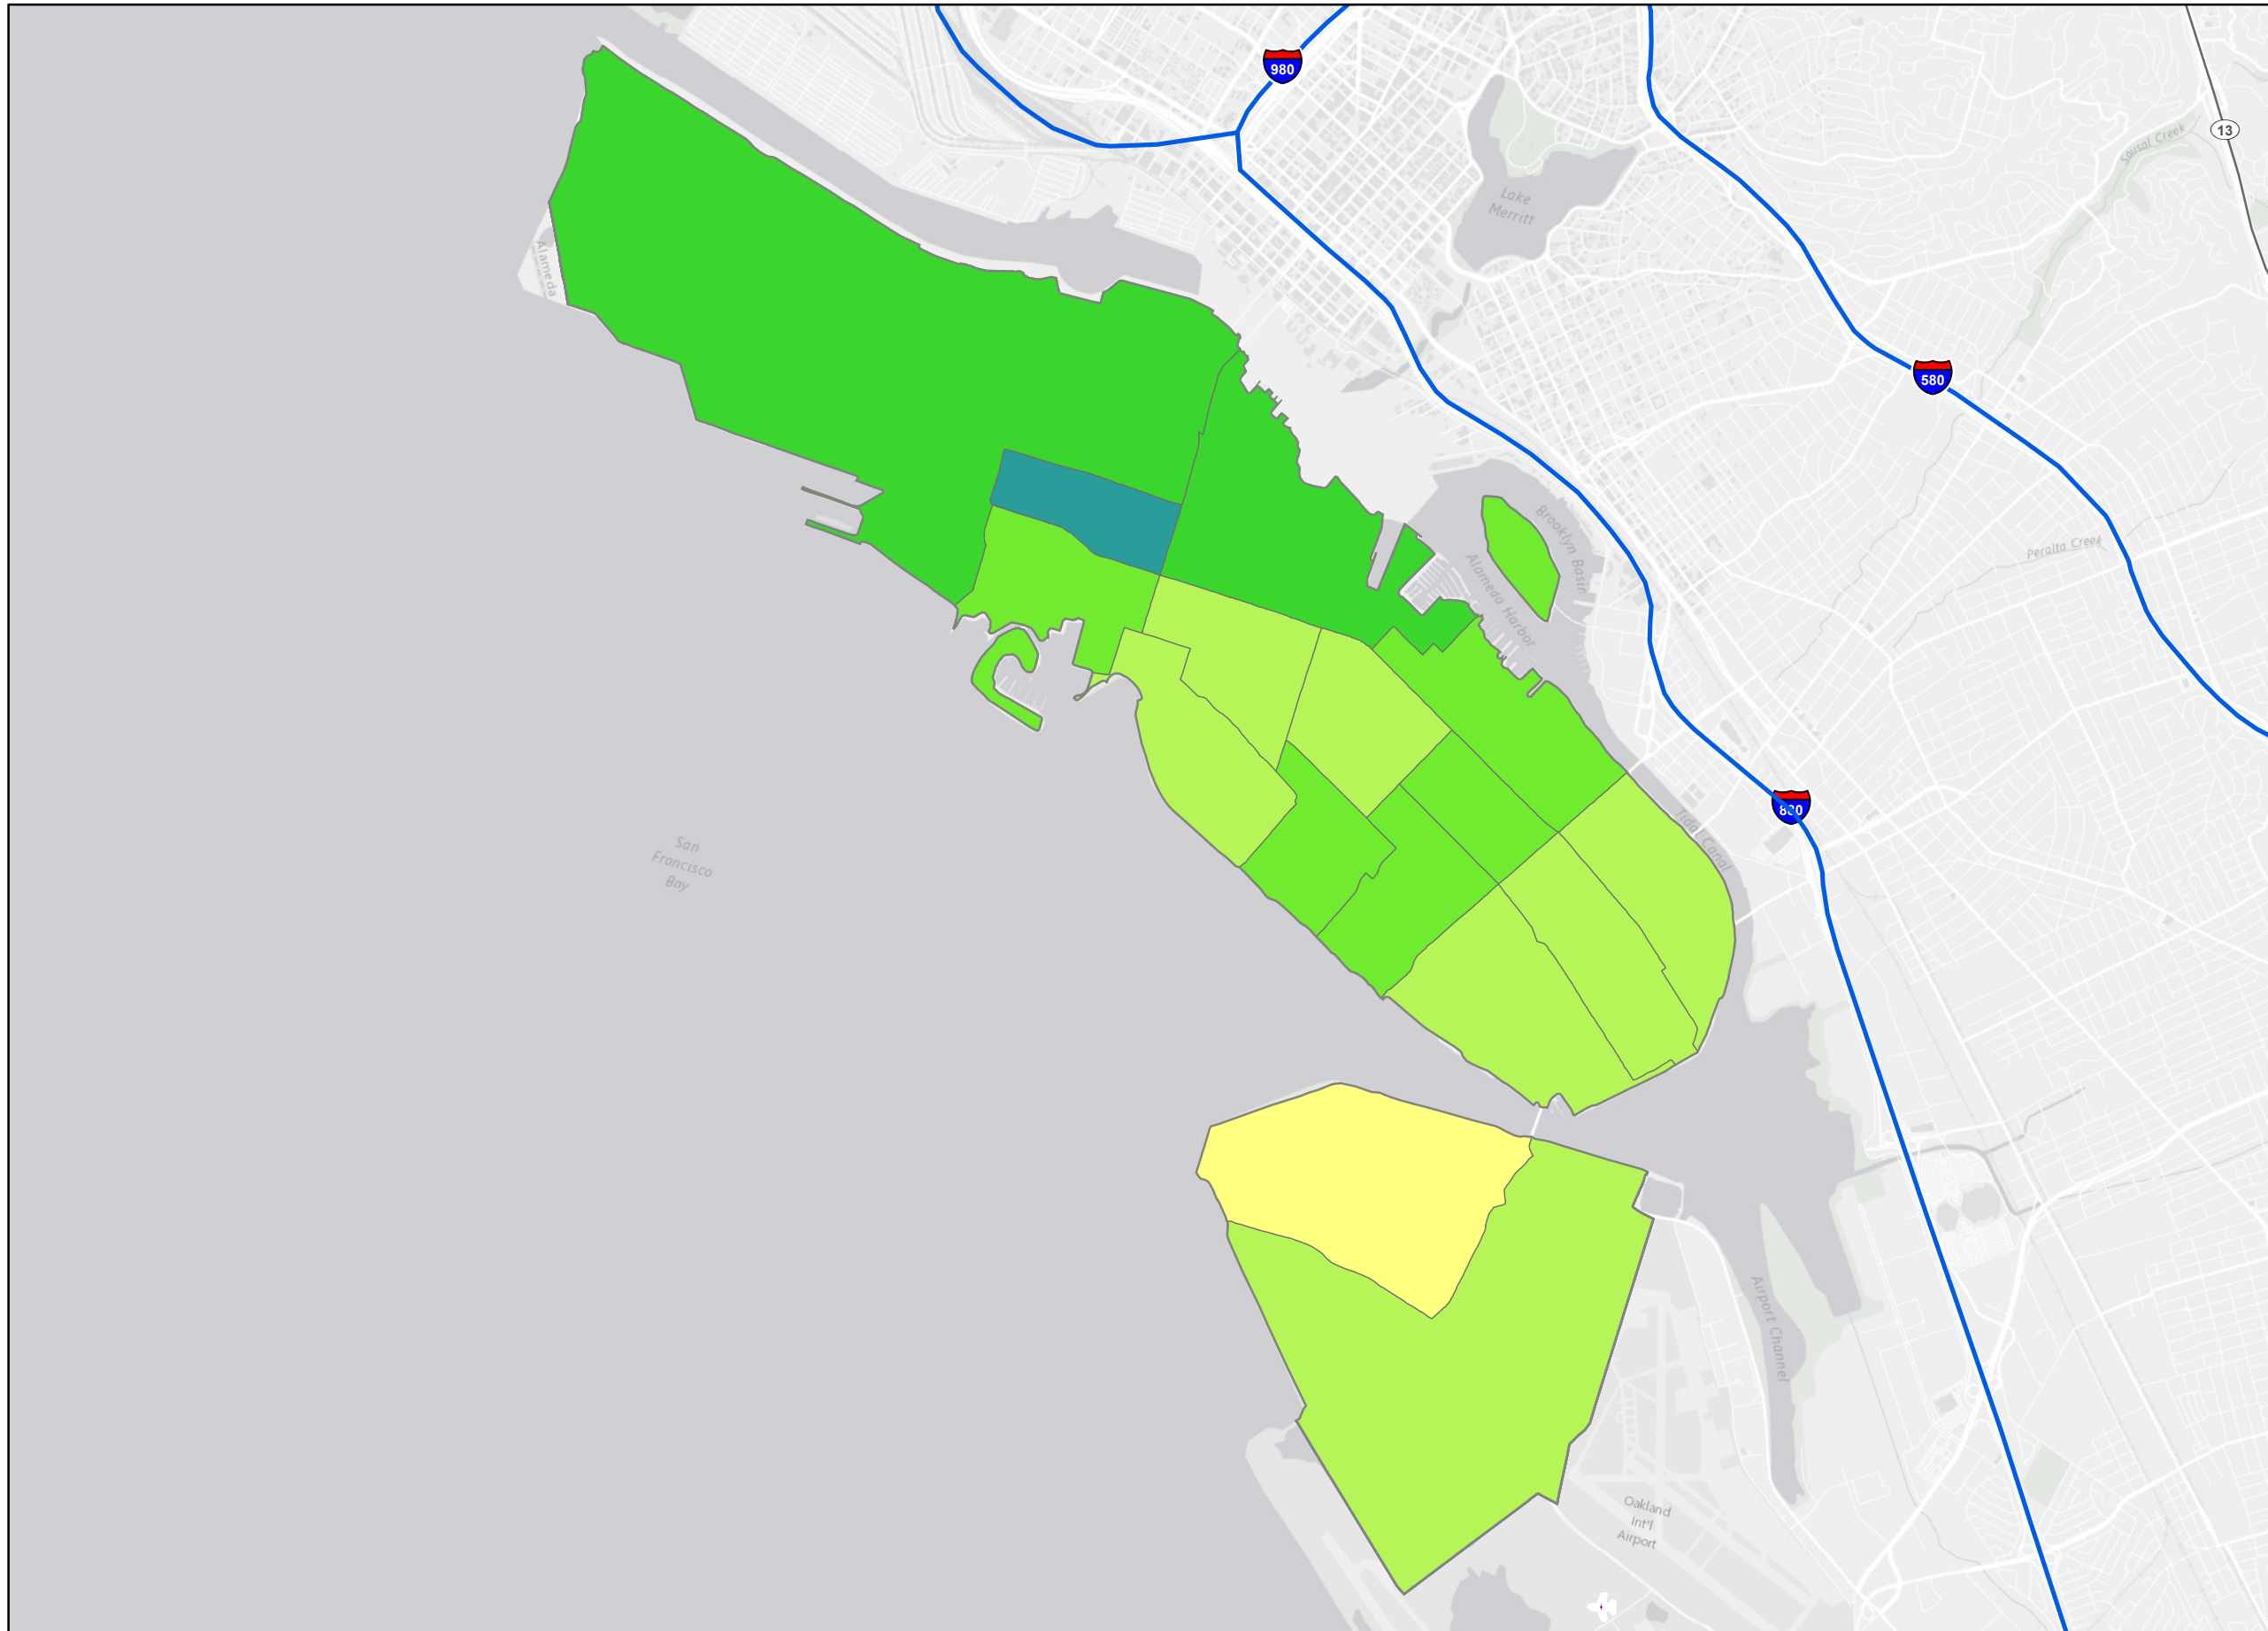 980
13
Sausal Creek
Lake
Merritt
Alameda
580
Brooklyn Basin
Peralta Creek
Alameda Harbor
880
Tidal Canal
San
Francisco
Bay
Airport Channel
Oakland
Int'l
Airport